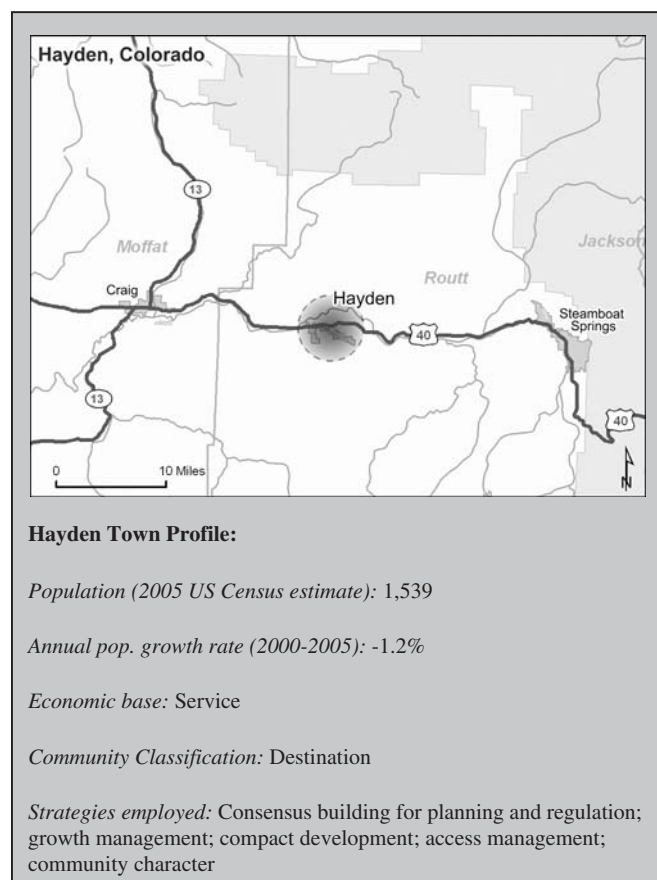 Hayden, Colorado
13
Moffat
Jackson
Routt
Craig
Hayden
Steamboat
Springs
40
13
40
0 10 Miles
N
Hayden Town Profile:
Population (2005 US Census estimate): 1,539
Annual pop. growth rate (2000-2005): -1.2%
Economic base: Service
Community Classification: Destination
Strategies employed: Consensus building for planning and regulation;
growth management; compact development; access management;
community character